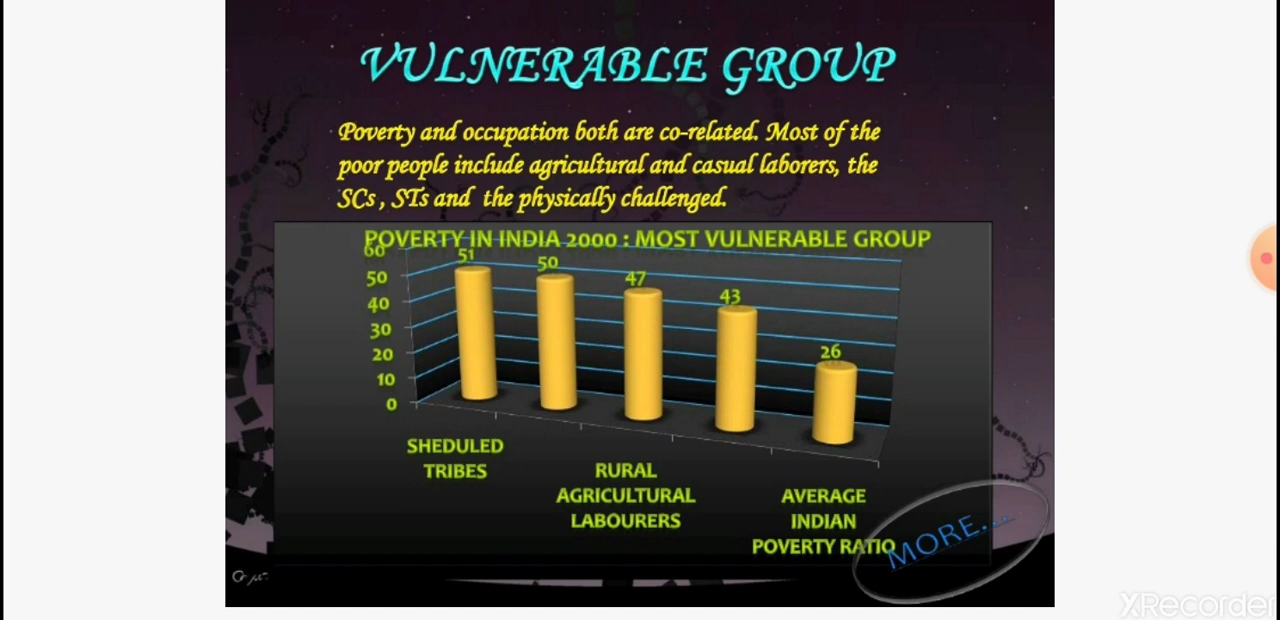 VULNERABLE GROUP
Poverty and occupation both are co-related. Most of the
poor people include agricultural and casual laborers, the
SCs , STs and the physically challenged.
POVERTY IN INDIA 2000 : MOST VULNERABLE GROUP
60
50
40
30
20
10
0
51
50
47
43
26
SHEDULED
TRIBES
RURAL
AGRICULTURAL
LABOURERS
AVERAGE
INDIAN
POVERTY RATIO
MORE...
XRecorder